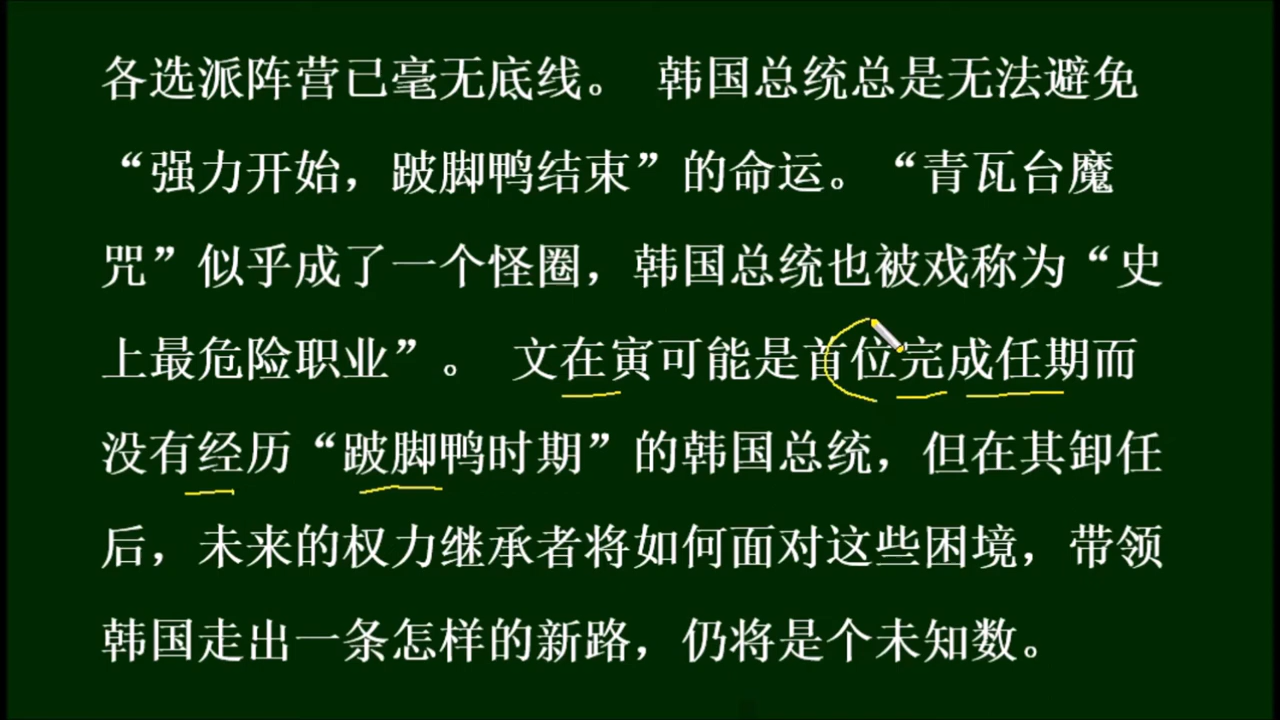 各选派阵营已毫无底线。 韩国总统总是无法避免
“强力开始，跛脚鸭结束”的命运。“青瓦台魔
咒”似乎成了一个怪圈，韩国总统也被戏称为“史
上最危险职业”。 文在寅可能是首位完成任期而
没有经历“跛脚鸭时期”的韩国总统，但在其卸任
后，未来的权力继承者将如何面对这些困境，带领
韩国走出一条怎样的新路，仍将是个未知数。